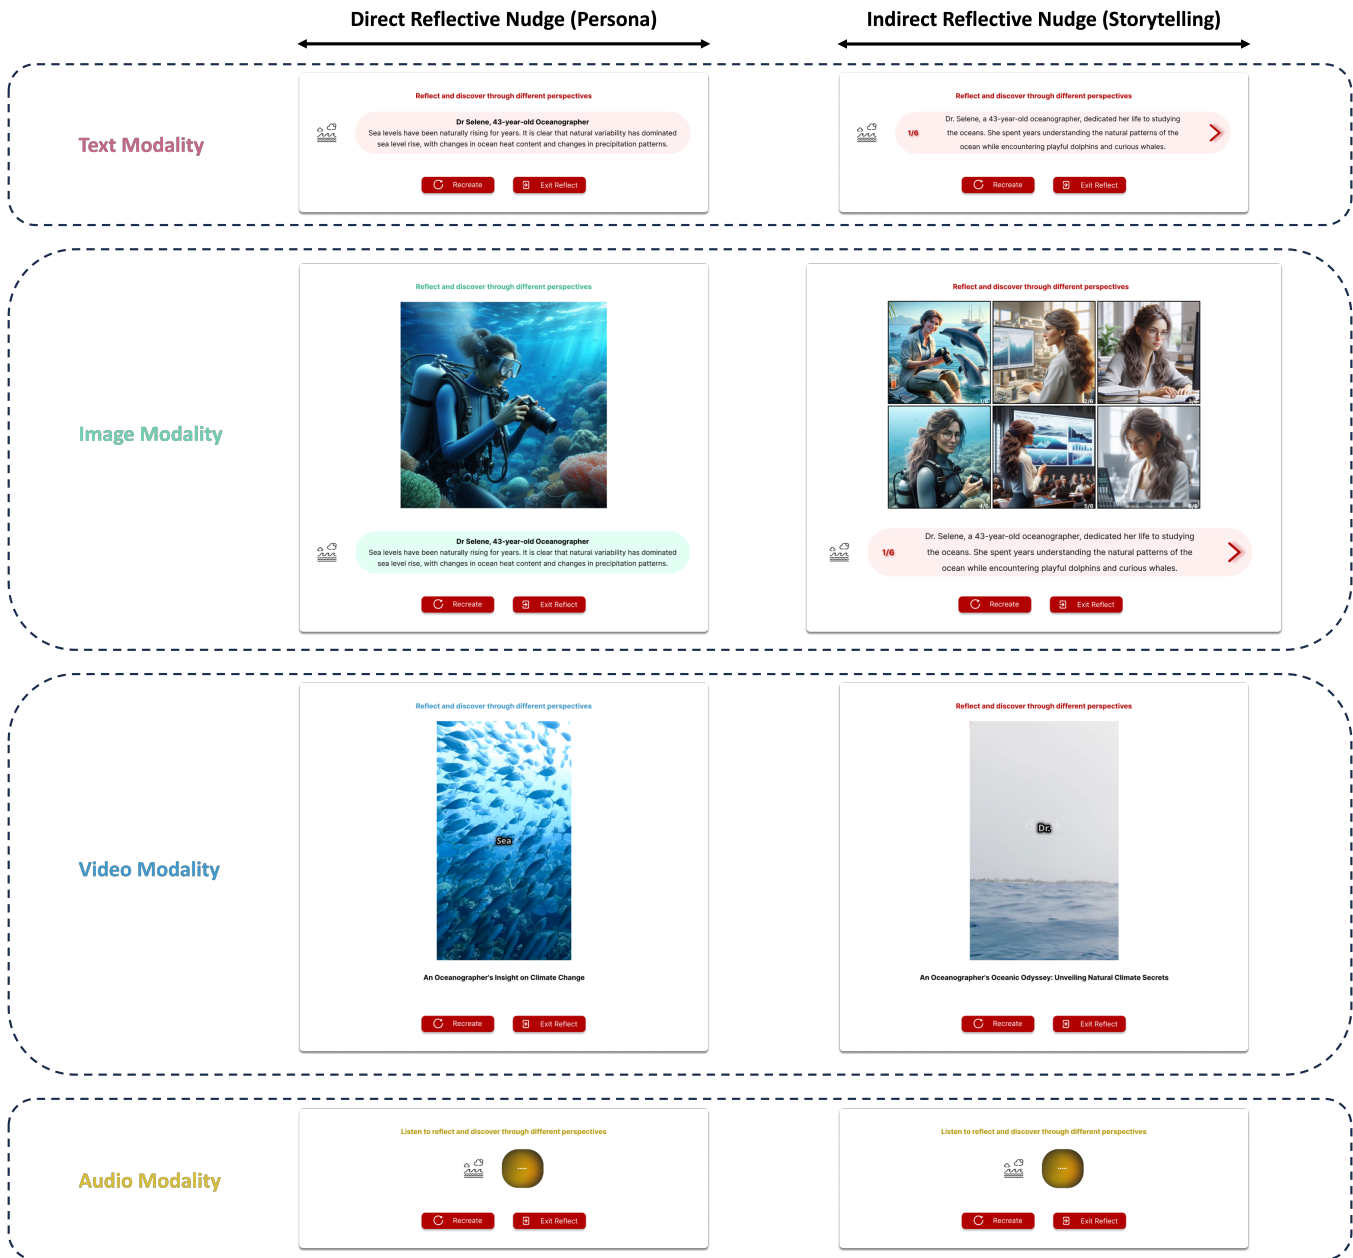 Direct Reflective Nudge (Persona)
Indirect Reflective Nudge (Storytelling)
Text Modality
Reflect and discover through different perspectives
Dr Selene, 43-year-old Oceanographer
Sea levels have been naturally rising for years. It is clear that natural variability has dominated
sea level rise, with changes in ocean heat content and changes in precipitation patterns.
Recreate
Exit Reflect
Reflect and discover through different perspectives
1/6
Dr. Selene, a 43-year-old oceanographer, dedicated her life to studying
the oceans. She spent years understanding the natural patterns of the
ocean while encountering playful dolphins and curious whales.
Recreate
Exit Reflect
Image Modality
Reflect and discover through different perspectives
Dr Selene, 43-year-old Oceanographer
Sea levels have been naturally rising for years. It is clear that natural variability has dominated
sea level rise, with changes in ocean heat content and changes in precipitation patterns.
Recreate
Exit Reflect
Reflect and discover through different perspectives
1/6
2/6
4/6
5/6
6/6
1/6
Dr. Selene, a 43-year-old oceanographer, dedicated her life to studying
the oceans. She spent years understanding the natural patterns of the
ocean while encountering playful dolphins and curious whales.
Recreate
Exit Reflect
Video Modality
Reflect and discover through different perspectives
Sea
An Oceanographer's Insight on Climate Change
Recreate
Exit Reflect
Reflect and discover through different perspectives
Dr.
An Oceanographer's Oceanic Odyssey: Unveiling Natural Climate Secrets
Recreate
Exit Reflect
Audio Modality
Listen to reflect and discover through different perspectives
Recreate
Exit Reflect
Listen to reflect and discover through different perspectives
Recreate
Exit Reflect